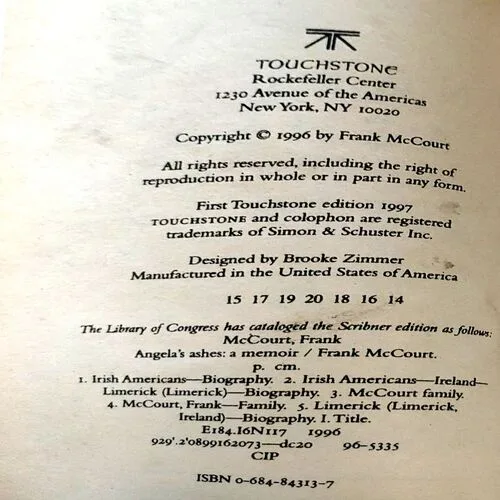 TOUCHSTONE
Rockefeller Center
1230 Avenue of the Americas
New York, NY 10020
Copyright © 1996 by Frank McCourt
All rights reserved, including the right of
reproduction in whole or in part in any form.
First Touchstone edition 1997
TOUCHSTONE and colophon are registered
trademarks of Simon & Schuster Inc.
Designed by Brooke Zimmer
Manufactured in the United States of America
15 17 19 20 18 16 14
The Library of Congress has cataloged the Scribner edition as follows:
McCourt, Frank
Angela's ashes: a memoir / Frank McCourt.
p. cm.
1. Irish Americans—Biography. 2. Irish Americans—Ireland—
Limerick (Limerick)—Biography. 3. McCourt family.
4. McCourt, Frank—Family. 5. Limerick (Limerick,
Ireland)—Biography. I. Title.
E184.I6N117 1996
929'.2'0899162073—dc20 96-5335
CIP
ISBN 0-684-84313-7